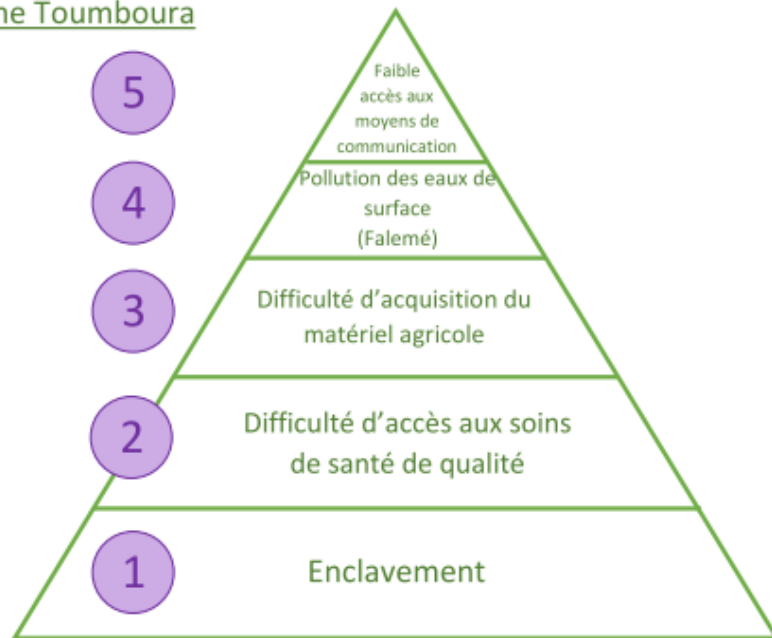 ne Toumboura
5
Faible
accès aux
moyens de
communication
4
Pollution des eaux de
surface
(Falemé)
3
Difficulté d’acquisition du
matériel agricole
2
Difficulté d’accès aux soins
de santé de qualité
1
Enclavement